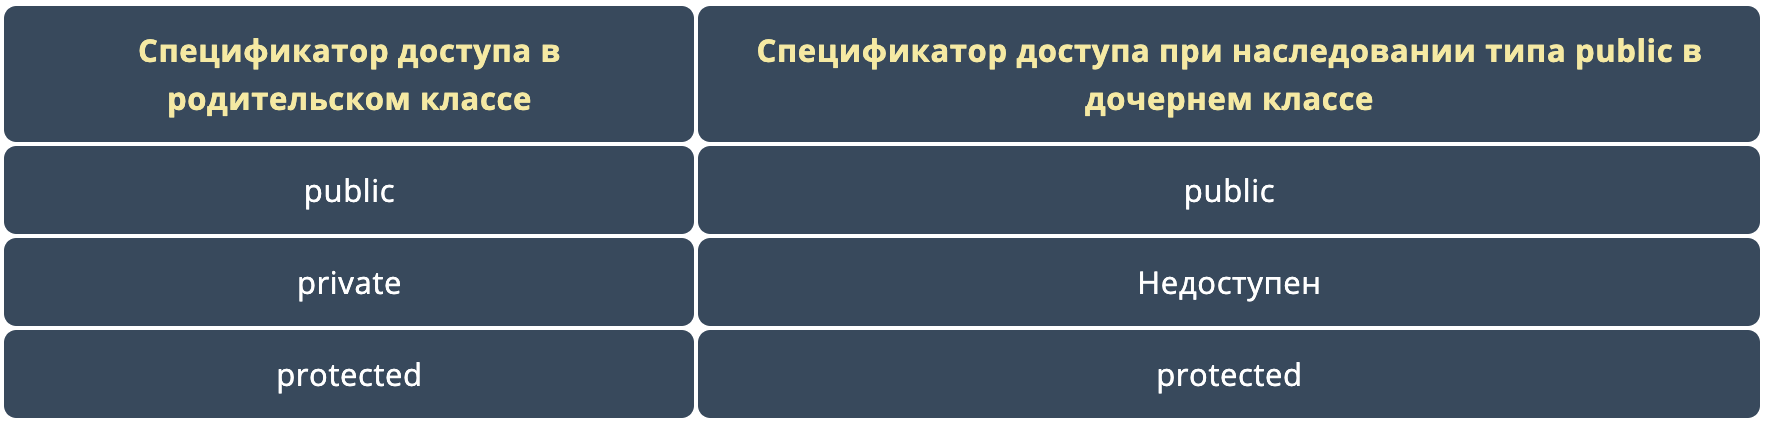 Спецификатор доступа в
родительском классе
Спецификатор доступа при наследовании типа public в
дочернем классе
public
public
private
Недоступен
protected
protected